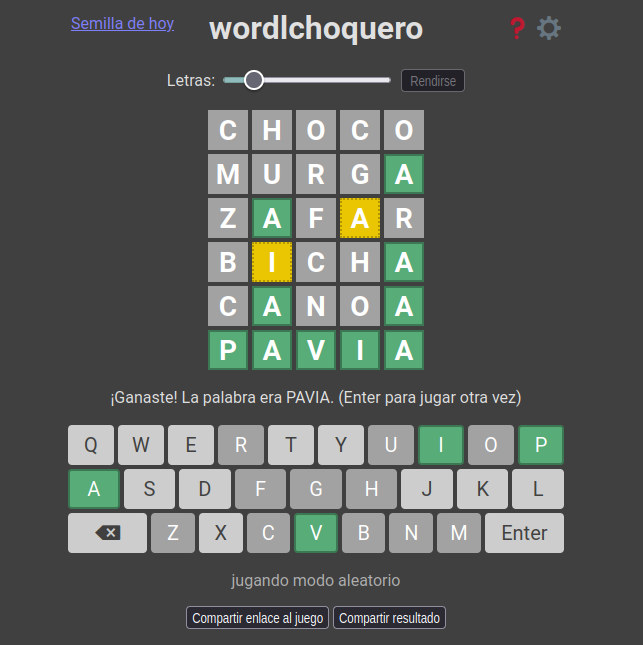 Semilla de hoy wordlchoquero ?
Letras: Rendirse
C H O C O
M U R G A
Z A F A R
B I C H A
C A N O A
P A V I A
¡Ganaste! La palabra era PAVIA. (Enter para jugar otra vez)
Q W E R T Y U I O P
A S D F G H J K L
Z X C V B N M Enter
jugando modo aleatorio
Compartir enlace al juego Compartir resultado